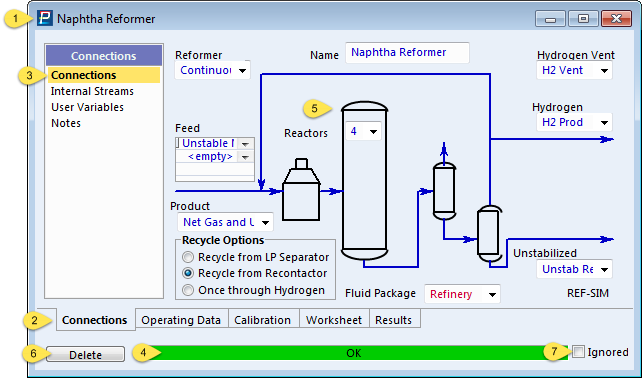 1
Naphtha Reformer
Connections
3
Connections
Internal Streams
User Variables
Notes
Reformer
Continuou
Name
Naphtha Reformer
Hydrogen Vent
H2 Vent
Hydrogen
H2 Prod
5
Feed
Unstable N
<empty>
Reactors
4
Product
Net Gas and U
Recycle Options
Recycle from LP Separator
Recycle from Recontactor
Once through Hydrogen
Unstabilized
Unstab Re
Fluid Package
Refinery
REF-SIM
2
Connections
Operating Data
Calibration
Worksheet
Results
6
Delete
4
OK
7
Ignored